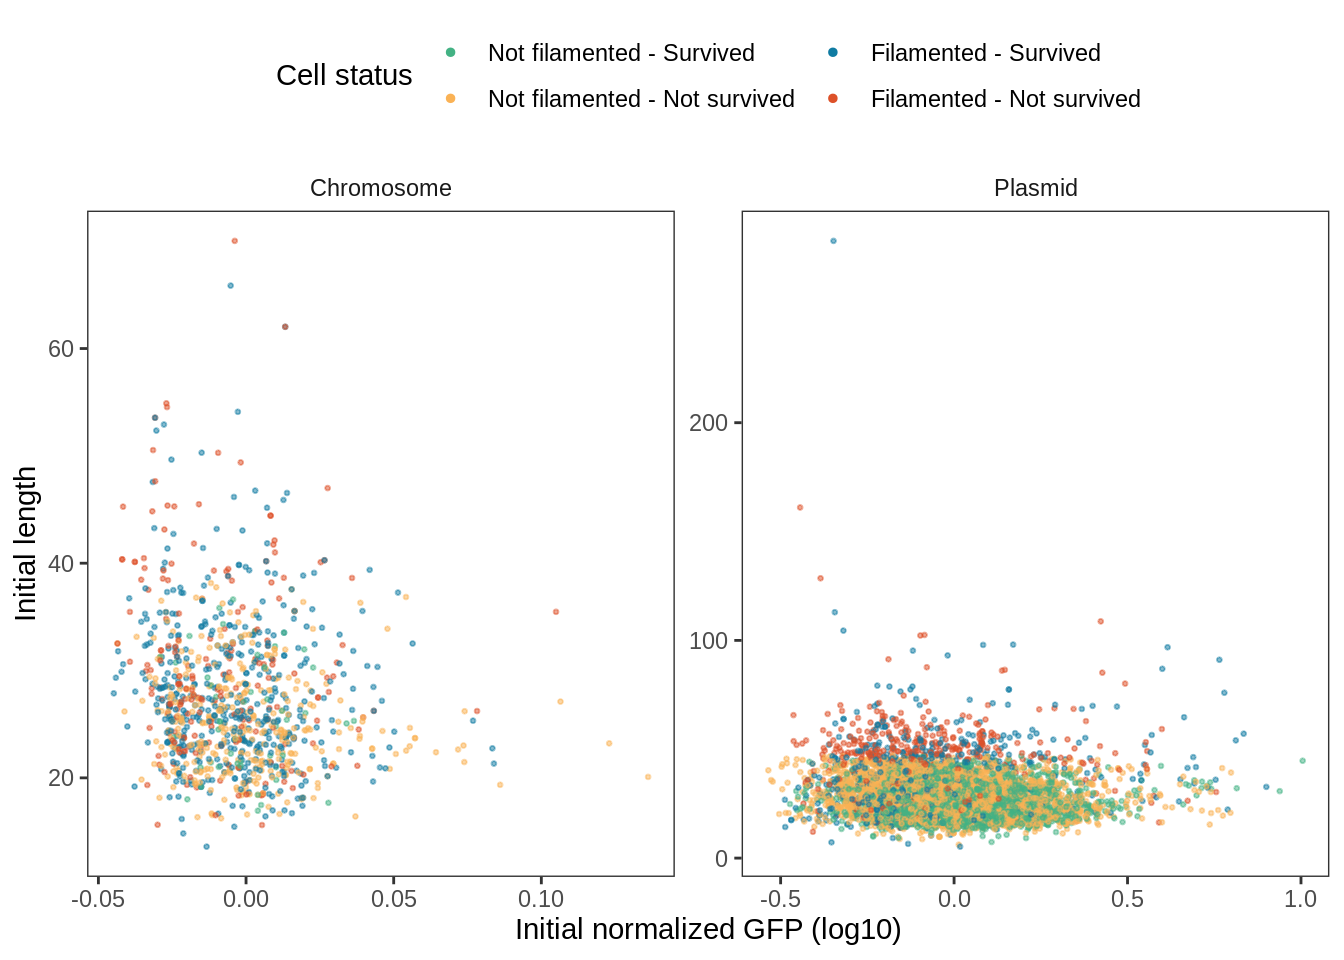 Cell status
Not filamented - Survived
Filamented - Survived
Not filamented - Not survived
Filamented - Not survived
Chromosome
Plasmid
Initial length
60
40
20
200
100
0
-0.05
0.00
0.05
0.10
-0.5
0.0
0.5
1.0
Initial normalized GFP (log10)